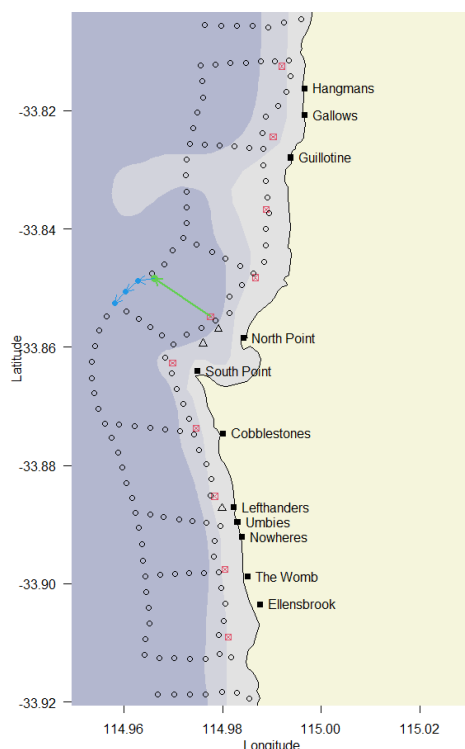 -33.82
-33.84
-33.86
-33.88
-33.90
-33.92
Latitude
Hangmans
Gallows
Guillotine
North Point
South Point
Cobblestones
Lefthanders
Umbies
Nowheres
The Womb
Ellensbrook
114.96
114.98
115.00
115.02
Longitude